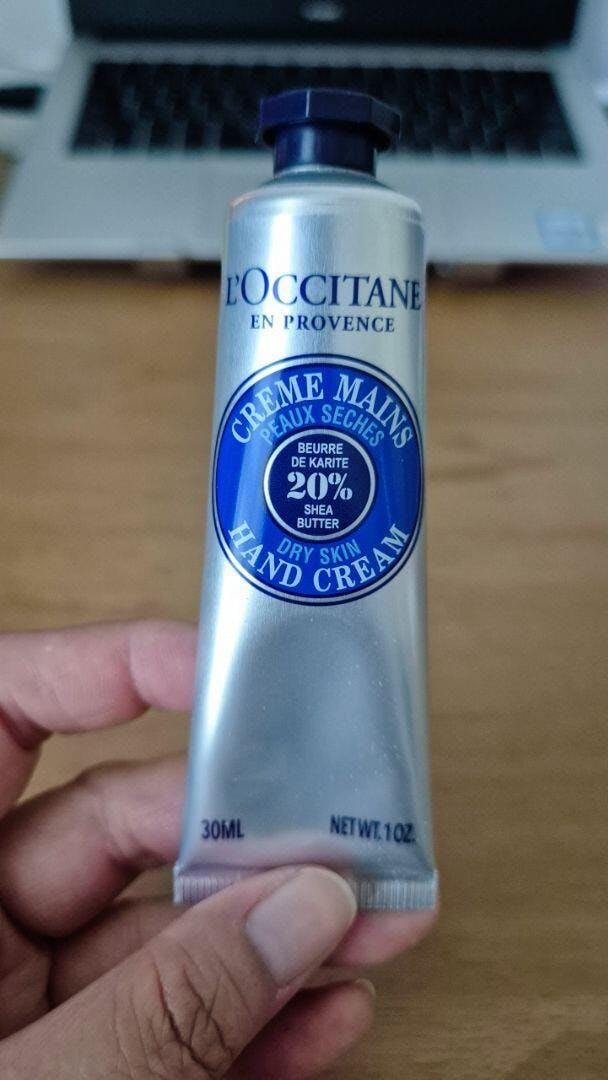 L'OCCITANE
EN PROVENCE
CREME MAINS
PEAUX SECHES
BEURRE
DE KARITE
20%
SHEA
BUTTER
DRY SKIN
HAND CREAM
30ML NET WT. 1 OZ.